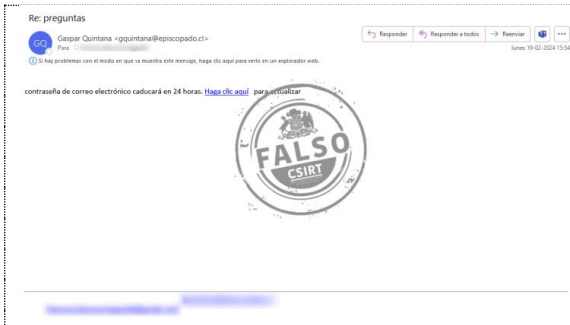 Re: preguntas
GQ
Gaspar Quintana <gquintana@episcopado.cl>
Para
Responder
Responder a todos
Reenviar
lunes 19-02-2024 15:54
Si hay problemas con el modo en que se muestra este mensaje, haga clic aquí para verlo en un explorador web.
contraseña de correo electrónico caducará en 24 horas. Haga clic aquí para actualizar
FALSO
CSIRT